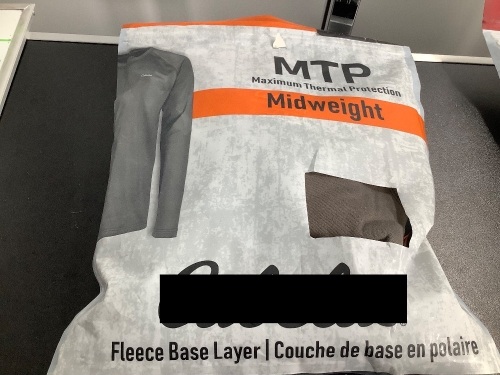 MTP
Maximum Thermal Protection
Midweight
Fleece Base Layer | Couche de base en polaire